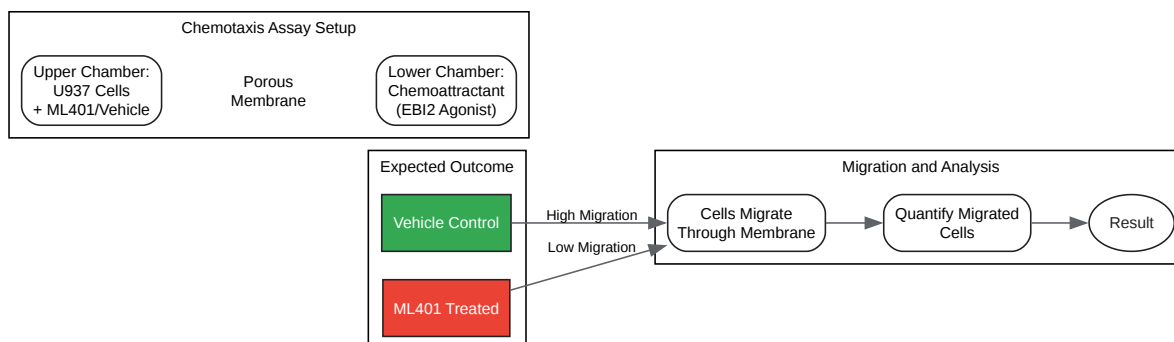 Chemotaxis Assay Setup
Upper Chamber:
U937 Cells
+ ML401/Vehicle
Porous
Membrane
Lower Chamber:
Chemoattractant
(EBI2 Agonist)
Expected Outcome
Vehicle Control
ML401 Treated
High Migration
Low Migration
Migration and Analysis
Cells Migrate
Through Membrane
Quantify Migrated
Cells
Result